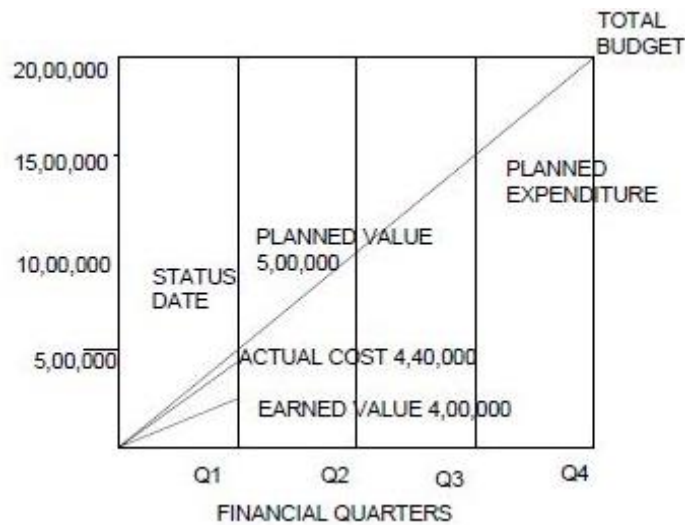 TOTAL
BUDGET
20,00,000
15,00,000
PLANNED
EXPENDITURE
PLANNED VALUE
5,00,000
10,00,000
STATUS
DATE
5,00,000
ACTUAL COST 4,40,000
EARNED VALUE 4,00,000
Q1
Q2
Q3
Q4
FINANCIAL QUARTERS